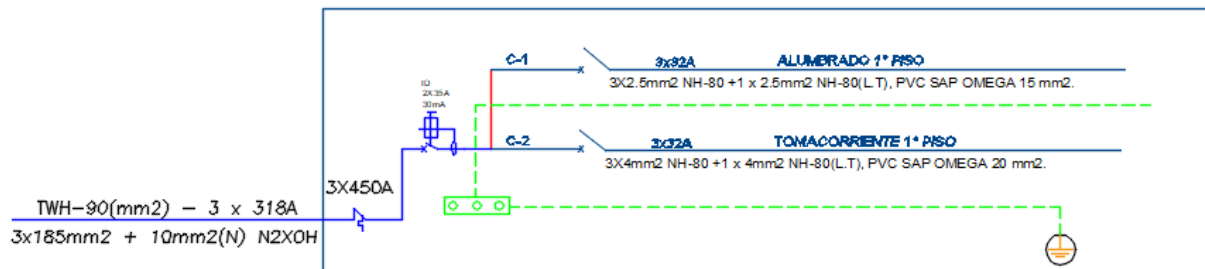 C-1
3x32A
ALUMBRADO 1° PISO
3X2.5mm2 NH-80 +1 x 2.5mm2 NH-80(L.T), PVC SAP OMEGA 15 mm2.
ID
2X35A
30mA
C-2
3x32A
TOMACORRIENTE 1° PISO
3X4mm2 NH-80 +1 x 4mm2 NH-80(L.T), PVC SAP OMEGA 20 mm2.
3X450A
TWH-90(mm2) - 3 x 318A
3x185mm2 + 10mm2(N) N2XOH